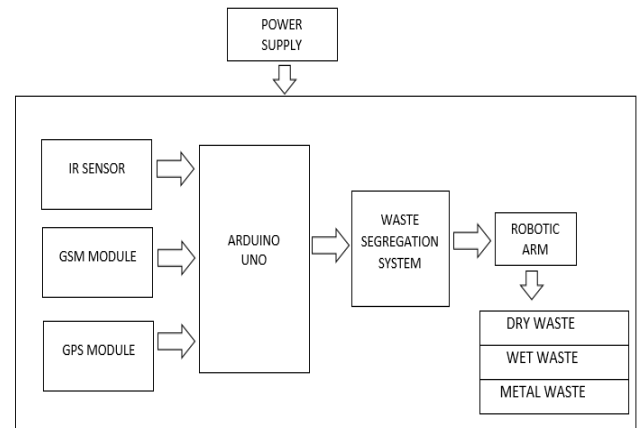 POWER
SUPPLY
IR SENSOR
GSM MODULE
GPS MODULE
ARDUINO
UNO
WASTE
SEGREGATION
SYSTEM
ROBOTIC
ARM
DRY WASTE
WET WASTE
METAL WASTE